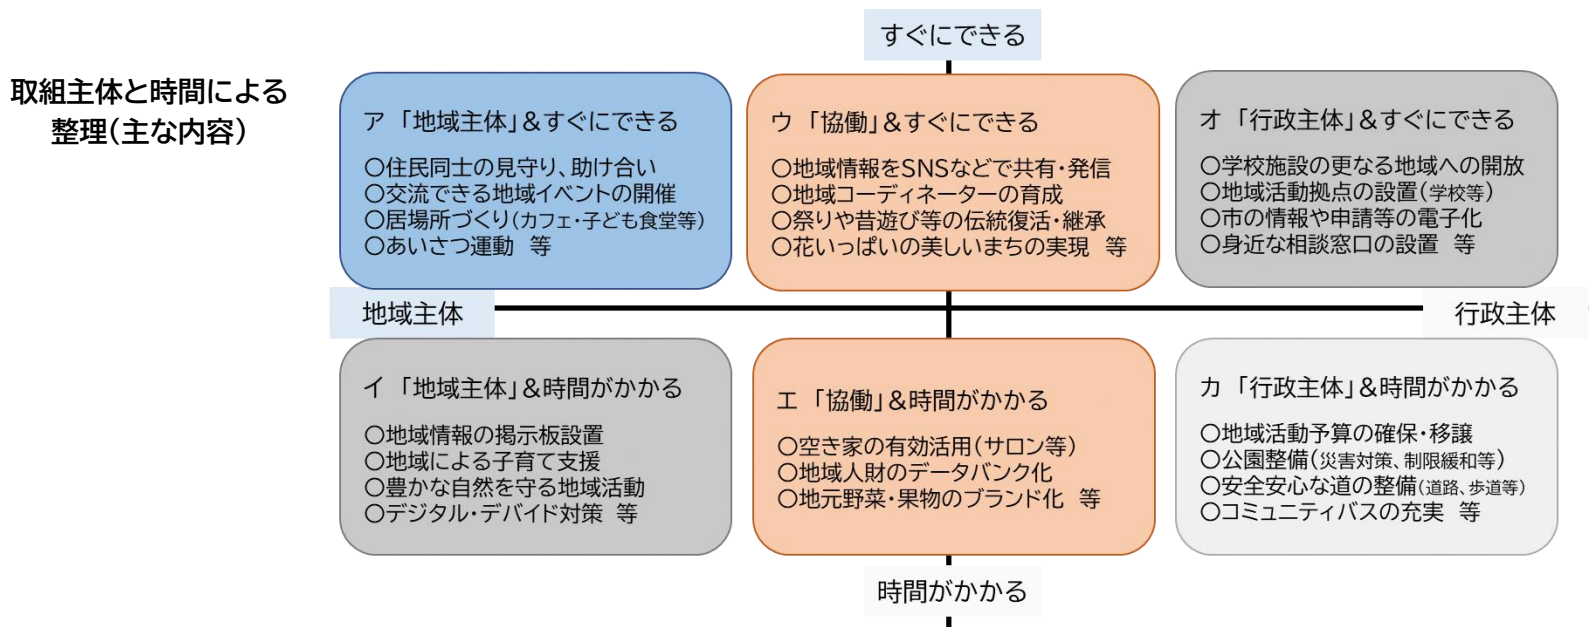 すぐにできる
取組主体と時間による
整理(主な内容)
ア 「地域主体」&すぐにできる
○住民同士の見守り、助け合い
○交流できる地域イベントの開催
○居場所づくり(カフェ・子ども食堂等)
○あいさつ運動 等
ウ 「協働」&すぐにできる
○地域情報をSNSなどで共有・発信
○地域コーディネーターの育成
○祭りや昔遊び等の伝統復活・継承
○花いっぱいの美しいまちの実現 等
オ 「行政主体」&すぐにできる
○学校施設の更なる地域への開放
○地域活動拠点の設置(学校等)
○市の情報や申請等の電子化
○身近な相談窓口の設置 等
地域主体
行政主体
イ 「地域主体」&時間がかかる
○地域情報の掲示板設置
○地域による子育て支援
○豊かな自然を守る地域活動
○デジタル・デバイド対策 等
エ 「協働」&時間がかかる
○空き家の有効活用(サロン等)
○地域人財のデータバンク化
○地元野菜・果物のブランド化 等
カ 「行政主体」&時間がかかる
○地域活動予算の確保・移譲
○公園整備(災害対策、制限緩和等)
○安全安心な道の整備(道路、歩道等)
○コミュニティバスの充実 等
時間がかかる